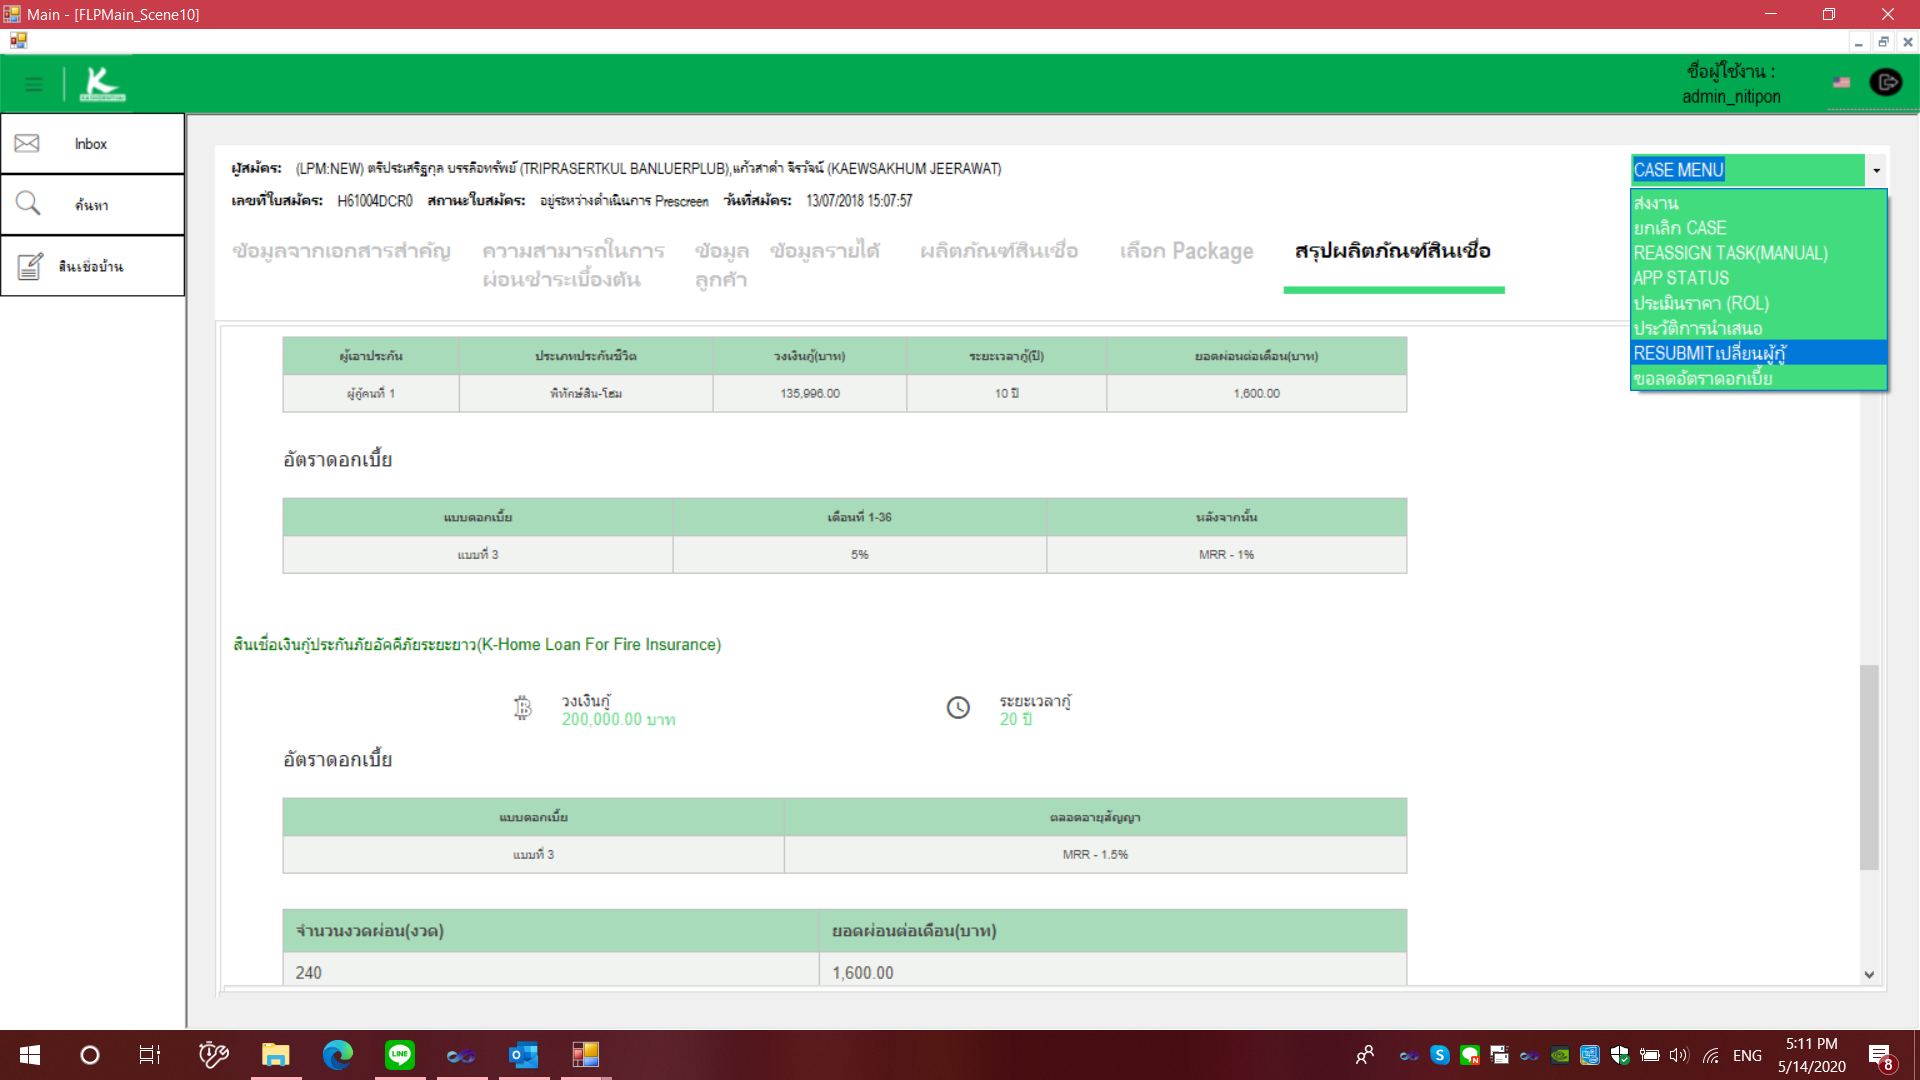 Main - [FLPMain_Scene10]
ชื่อผู้ใช้งาน :
admin_nitipon
Inbox
ค้นหา
สินเชื่อบ้าน
ผู้สมัคร: (LPM:NEW) ตรีประเสริฐกุล บรรลือทรัพย์ (TRIPRASERTKUL BANLUERPLUB),แก้วสาคำ จิรวัฒน์ (KAEWSAKHUM JEERAWAT)
เลขที่ใบสมัคร: H61004DCR0 สถานะใบสมัคร: อยู่ระหว่างดำเนินการ Prescreen วันที่สมัคร: 13/07/2018 15:07:57
CASE MENU
ส่งงาน
ยกเลิก CASE
REASSIGN TASK(MANUAL)
APP STATUS
ประเมินราคา (ROL)
ประวัติการนำเสนอ
RESUBMITเปลี่ยนผู้กู้
ขอลดอัตราดอกเบี้ย
ข้อมูลจากเอกสารสำคัญ
ความสามารถในการ
ผ่อนชำระเบื้องต้น
ข้อมูล
ลูกค้า
ข้อมูลรายได้
ผลิตภัณฑ์สินเชื่อ
เลือก Package
สรุปผลิตภัณฑ์สินเชื่อ
ผู้เอาประกัน ประเภทประกันชีวิต วงเงินกู้(บาท) ระยะเวลากู้(ปี) ยอดผ่อนต่อเดือน(บาท)
ผู้กู้คนที่ 1 พิทักษ์สิน-โฮม 135,996.00 10 ปี 1,600.00
อัตราดอกเบี้ย
แบบดอกเบี้ย เดือนที่ 1-36 หลังจากนั้น
แบบที่ 3 5% MRR - 1%
สินเชื่อเงินกู้ประกันภัยอัคคีภัยระยะยาว(K-Home Loan For Fire Insurance)
วงเงินกู้
200,000.00 บาท
ระยะเวลากู้
20 ปี
อัตราดอกเบี้ย
แบบดอกเบี้ย ตลอดอายุสัญญา
แบบที่ 3 MRR - 1.5%
จำนวนงวดผ่อน(งวด) ยอดผ่อนต่อเดือน(บาท)
240 1,600.00
LINE
ENG
5:11 PM
5/14/2020
8